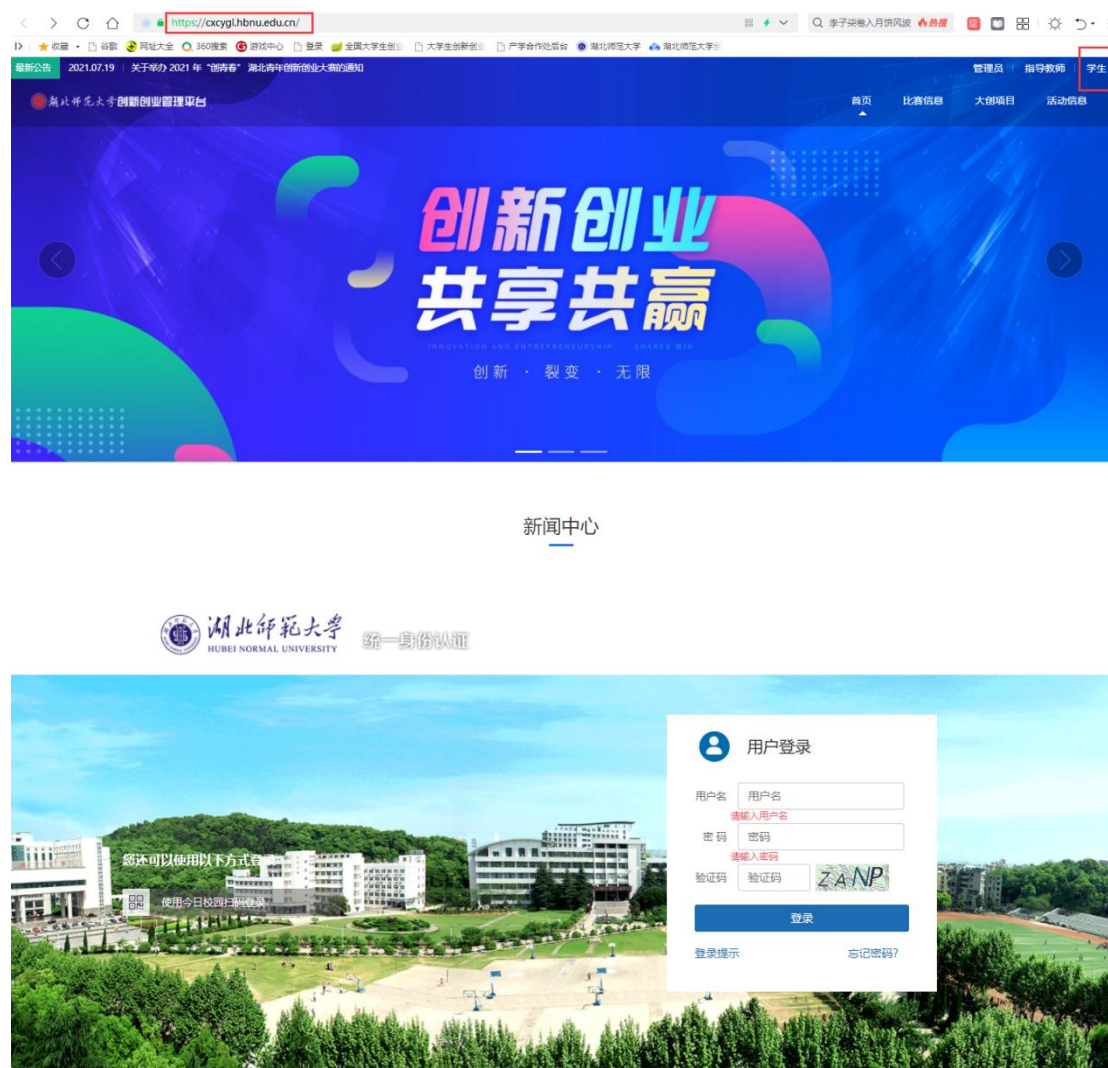 https://cxcygl.hbnu.edu.cn/
李子柒卷入月饼风波 热搜
收藏 谷歌 网址大全 360搜索 游戏中心 登录 全国大学生创业 大学生创新创业 产学合作处后台 湖北师范大学 湖北师范大学
最新公告 2021.07.19 关于举办 2021 年 “创青春” 湖北青年创新创业大赛的通知 管理员 指导教师 学生
湖北师范大学创新创业管理平台 首页 比赛信息 大创项目 活动信息
创新创业
共享共赢
INNOVATION AND ENTREPRENEURSHIP . SHARED WIN
创新 · 裂变 · 无限
新闻中心
湖北师范大学
HUBEI NORMAL UNIVERSITY
统一身份认证
用户登录
用户名 用户名
请输入用户名
密 码 密码
请输入密码
验证码 验证码 ZANP
登录
登录提示 忘记密码?
您还可以使用以下方式登录
使用今日校园扫码登录